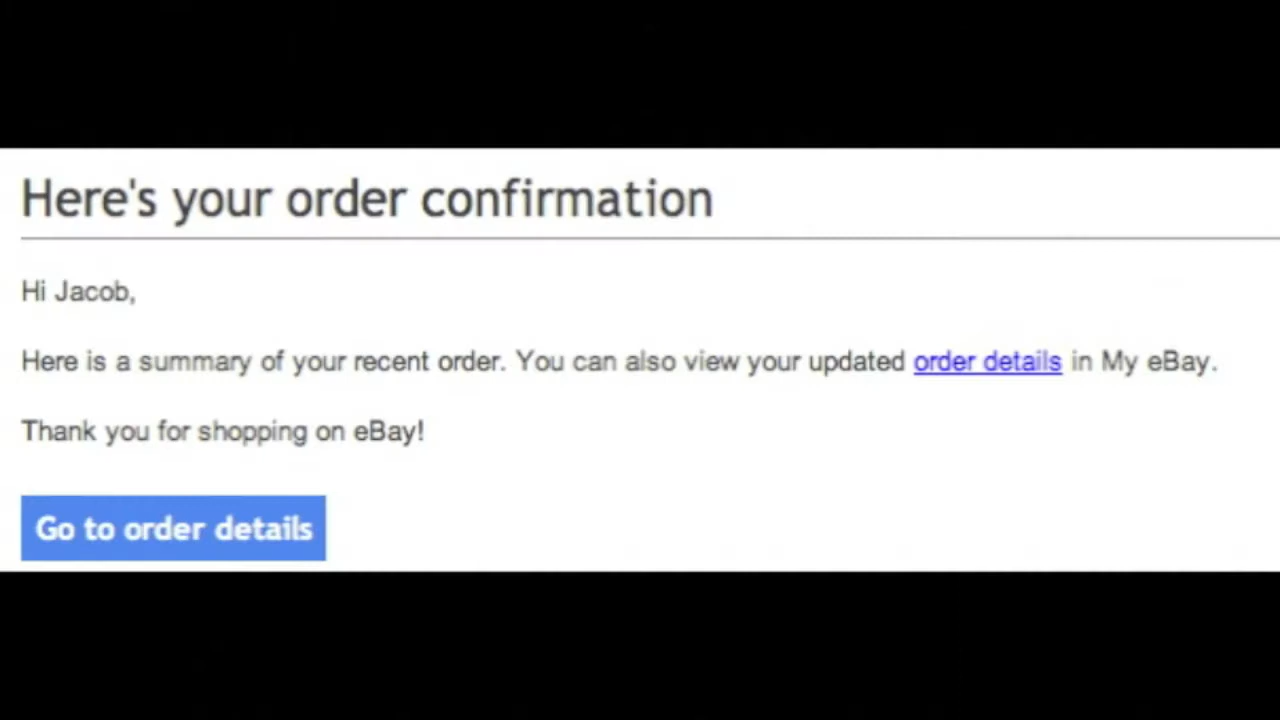 Here's your order confirmation
Hi Jacob,
Here is a summary of your recent order. You can also view your updated order details in My eBay.
Thank you for shopping on eBay!
Go to order details